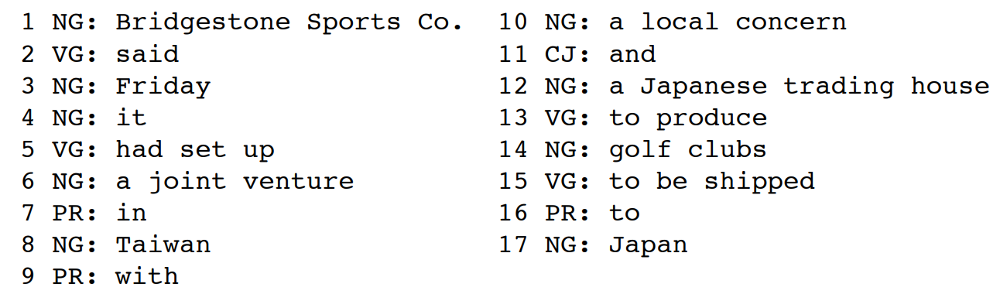 1 NG: Bridgestone Sports Co.
2 VG: said
3 NG: Friday
4 NG: it
5 VG: had set up
6 NG: a joint venture
7 PR: in
8 NG: Taiwan
9 PR: with
10 NG: a local concern
11 CJ: and
12 NG: a Japanese trading house
13 VG: to produce
14 NG: golf clubs
15 VG: to be shipped
16 PR: to
17 NG: Japan